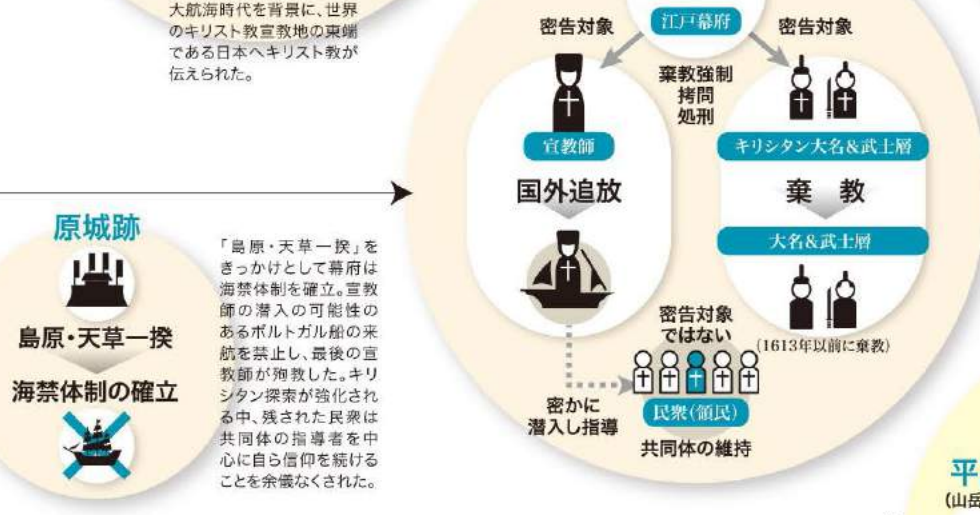 大航海時代を背景に、世界
のキリスト教宣教地の東端
である日本へキリスト教が
伝えられた。
原城跡
島原・天草一揆
海禁体制の確立
「島原・天草一揆」を
きっかけとして幕府は
海禁体制を確立。宣教
師の潜入の可能性の
あるポルトガル船の来
航を禁止し、最後の宣
教師が殉教した。キリ
シタン探索が強化され
る中、残された民衆は
共同体の指導者を中
心に自ら信仰を続ける
ことを余儀なくされた。
江戸幕府
密告対象
密告対象
棄教強制
拷問
処刑
宣教師
国外追放
キリシタン大名&武士層
棄教
大名&武士層
(1613年以前に棄教)
密告対象
ではない
密かに
潜入し指導
民衆(領民)
共同体の維持
平
(山岳